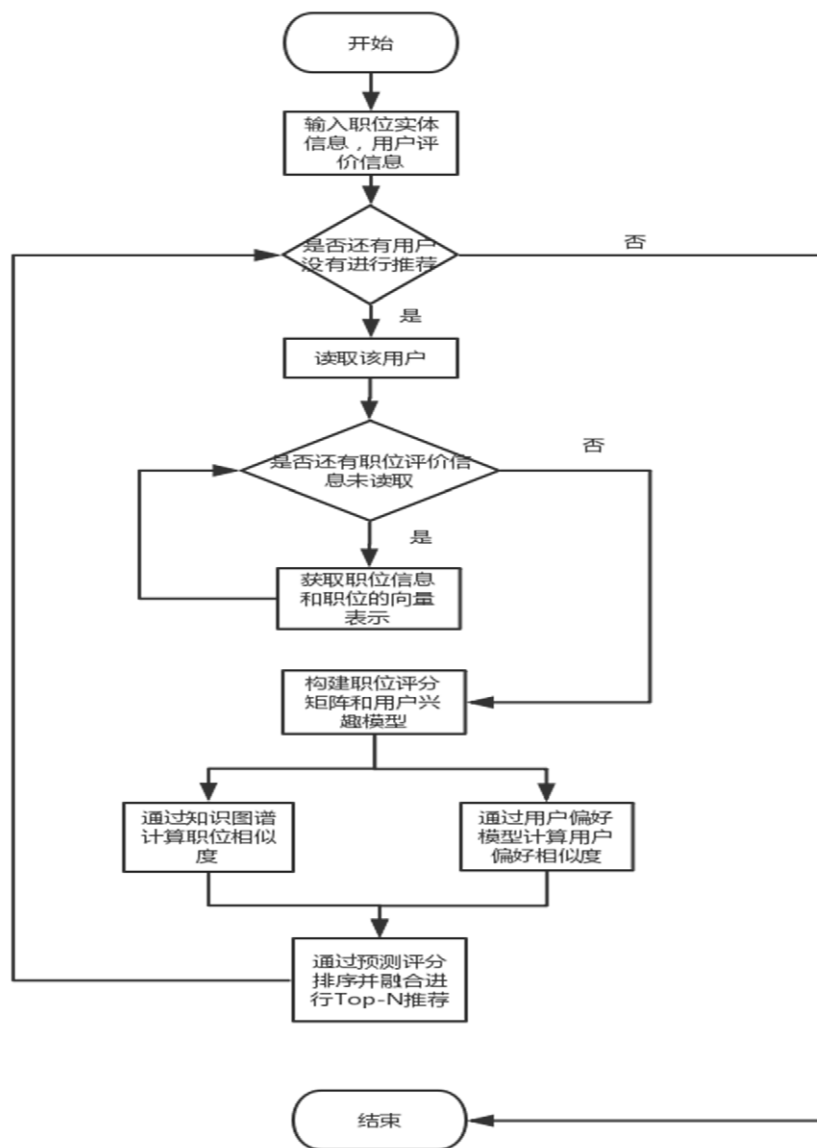 开始
输入职位实体
信息，用户评
价信息
是否还有用户
没有进行推荐
否
是
读取该用户
是否还有职位评价信
息未读取
否
是
获取职位信息
和职位的向量
表示
构建职位评分
矩阵和用户兴
趣模型
通过知识图谱
计算职位相似
度
通过用户偏好
模型计算用户
偏好相似度
通过预测评分
排序并融合进
行Top-N推荐
结束